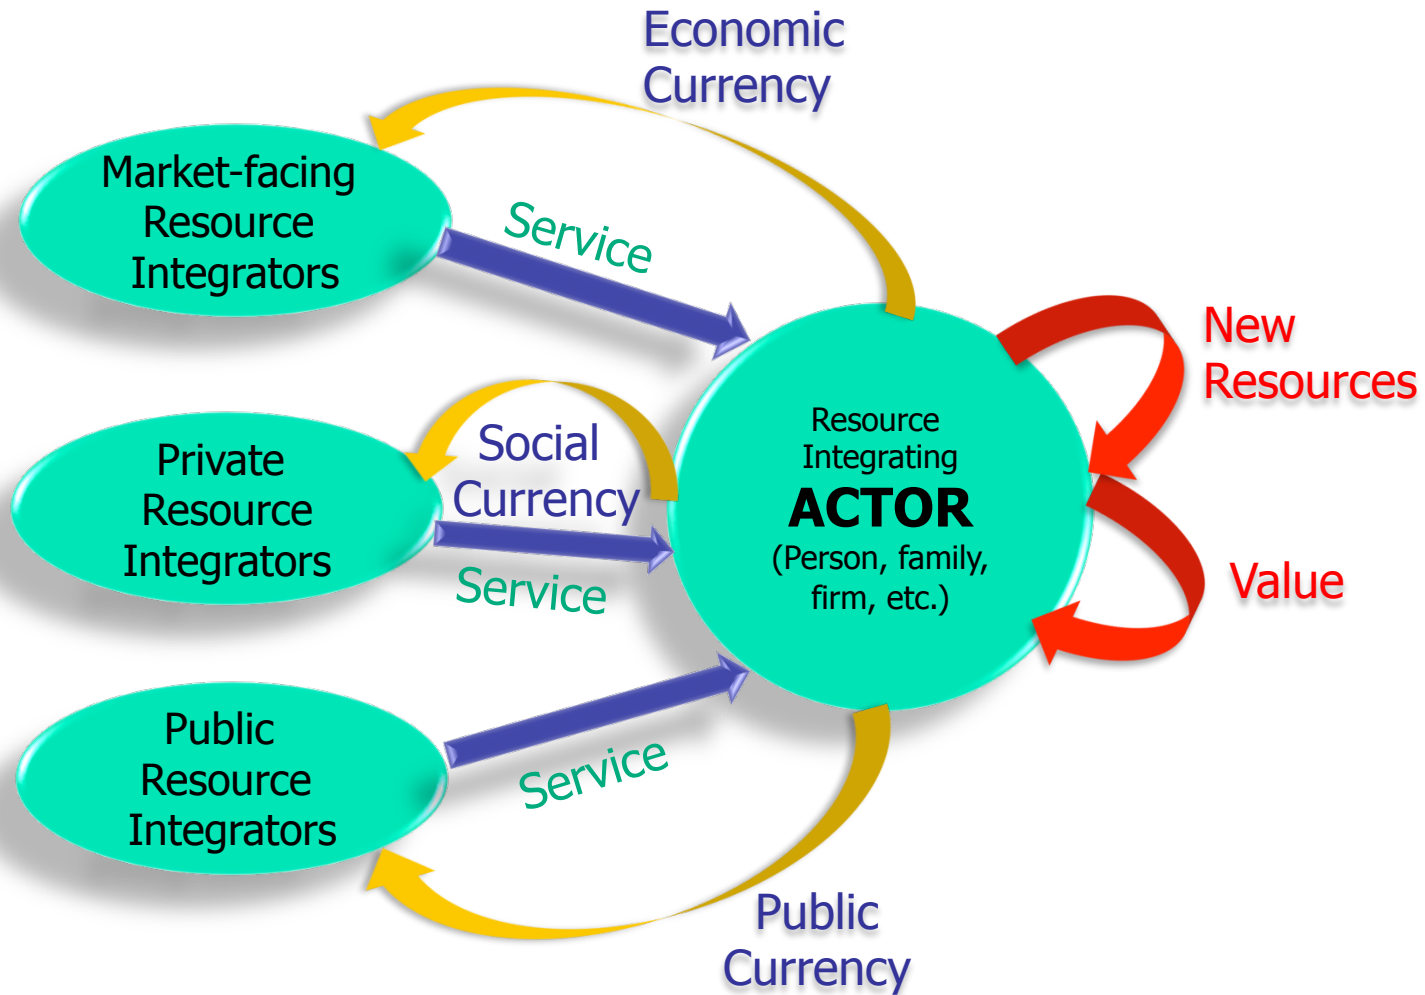 Economic
Currency
Market-facing
Resource
Integrators
Service
New
Resources
Social
Currency
Private
Resource
Integrators
Service
Resource
Integrating
ACTOR
(Person, family,
firm, etc.)
Value
Public
Resource
Integrators
Service
Public
Currency